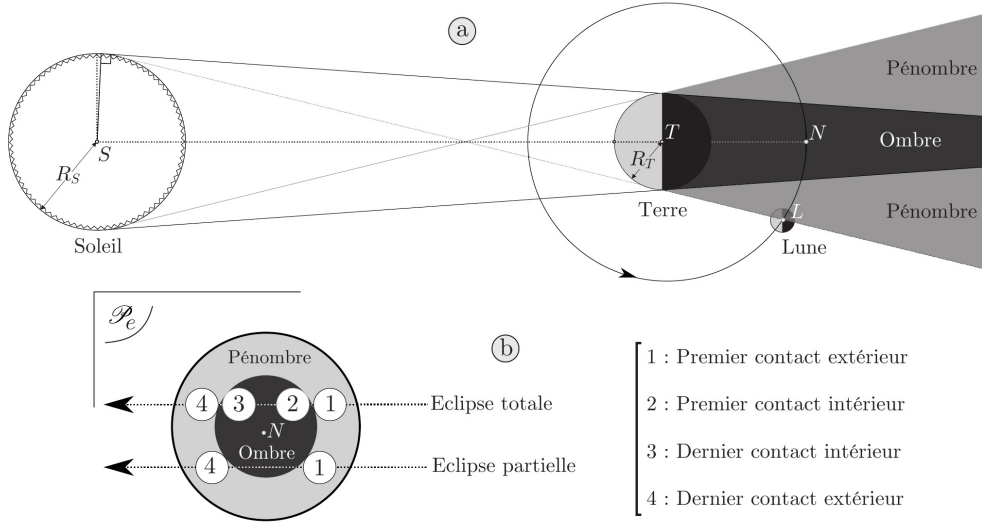 a
Pénombre
S
T
N
Ombre
R_S
R_T
Terre
L
Pénombre
Soleil
Lune
𝒫_e
b
Pénombre
1 : Premier contact extérieur
4 3 2 1
Eclipse totale
2 : Premier contact intérieur
N
Ombre
3 : Dernier contact intérieur
4 1
Eclipse partielle
4 : Dernier contact extérieur